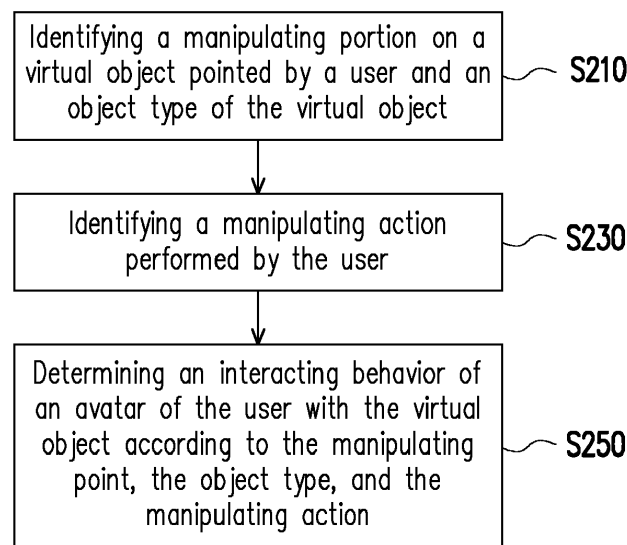 Identifying a manipulating portion on a
virtual object pointed by a user and an
object type of the virtual object
S210
Identifying a manipulating action
performed by the user
S230
Determining an interacting behavior of
an avatar of the user with the virtual
object according to the manipulating
point, the object type, and the
manipulating action
S250